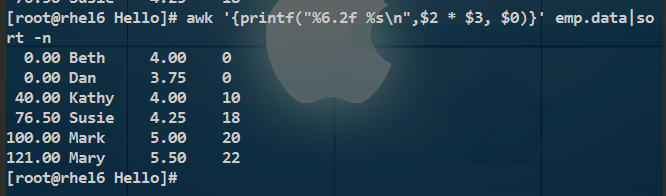 [root@rhel6 Hello]# awk '{printf("%6.2f %s\n",$2 * $3, $0)}' emp.data|so
rt -n
  0.00 Beth    4.00    0
  0.00 Dan     3.75    0
 40.00 Kathy   4.00    10
 76.50 Susie   4.25    18
100.00 Mark    5.00    20
121.00 Mary    5.50    22
[root@rhel6 Hello]#